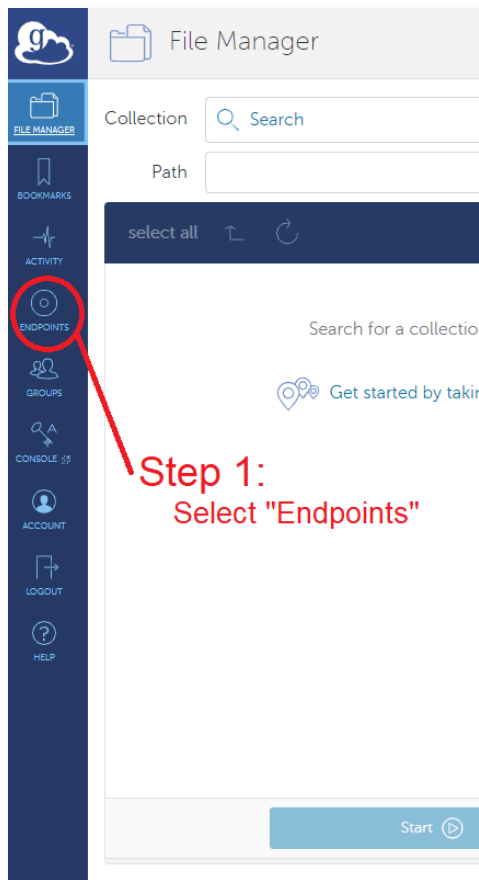 g
File Manager
FILE MANAGER
Collection
Search
Path
BOOKMARKS
select all
ACTIVITY
ENDPOINTS
Search for a collectio
GROUPS
Get started by takin
CONSOLE
Step 1:
Select "Endpoints"
ACCOUNT
LOGOUT
HELP
Start